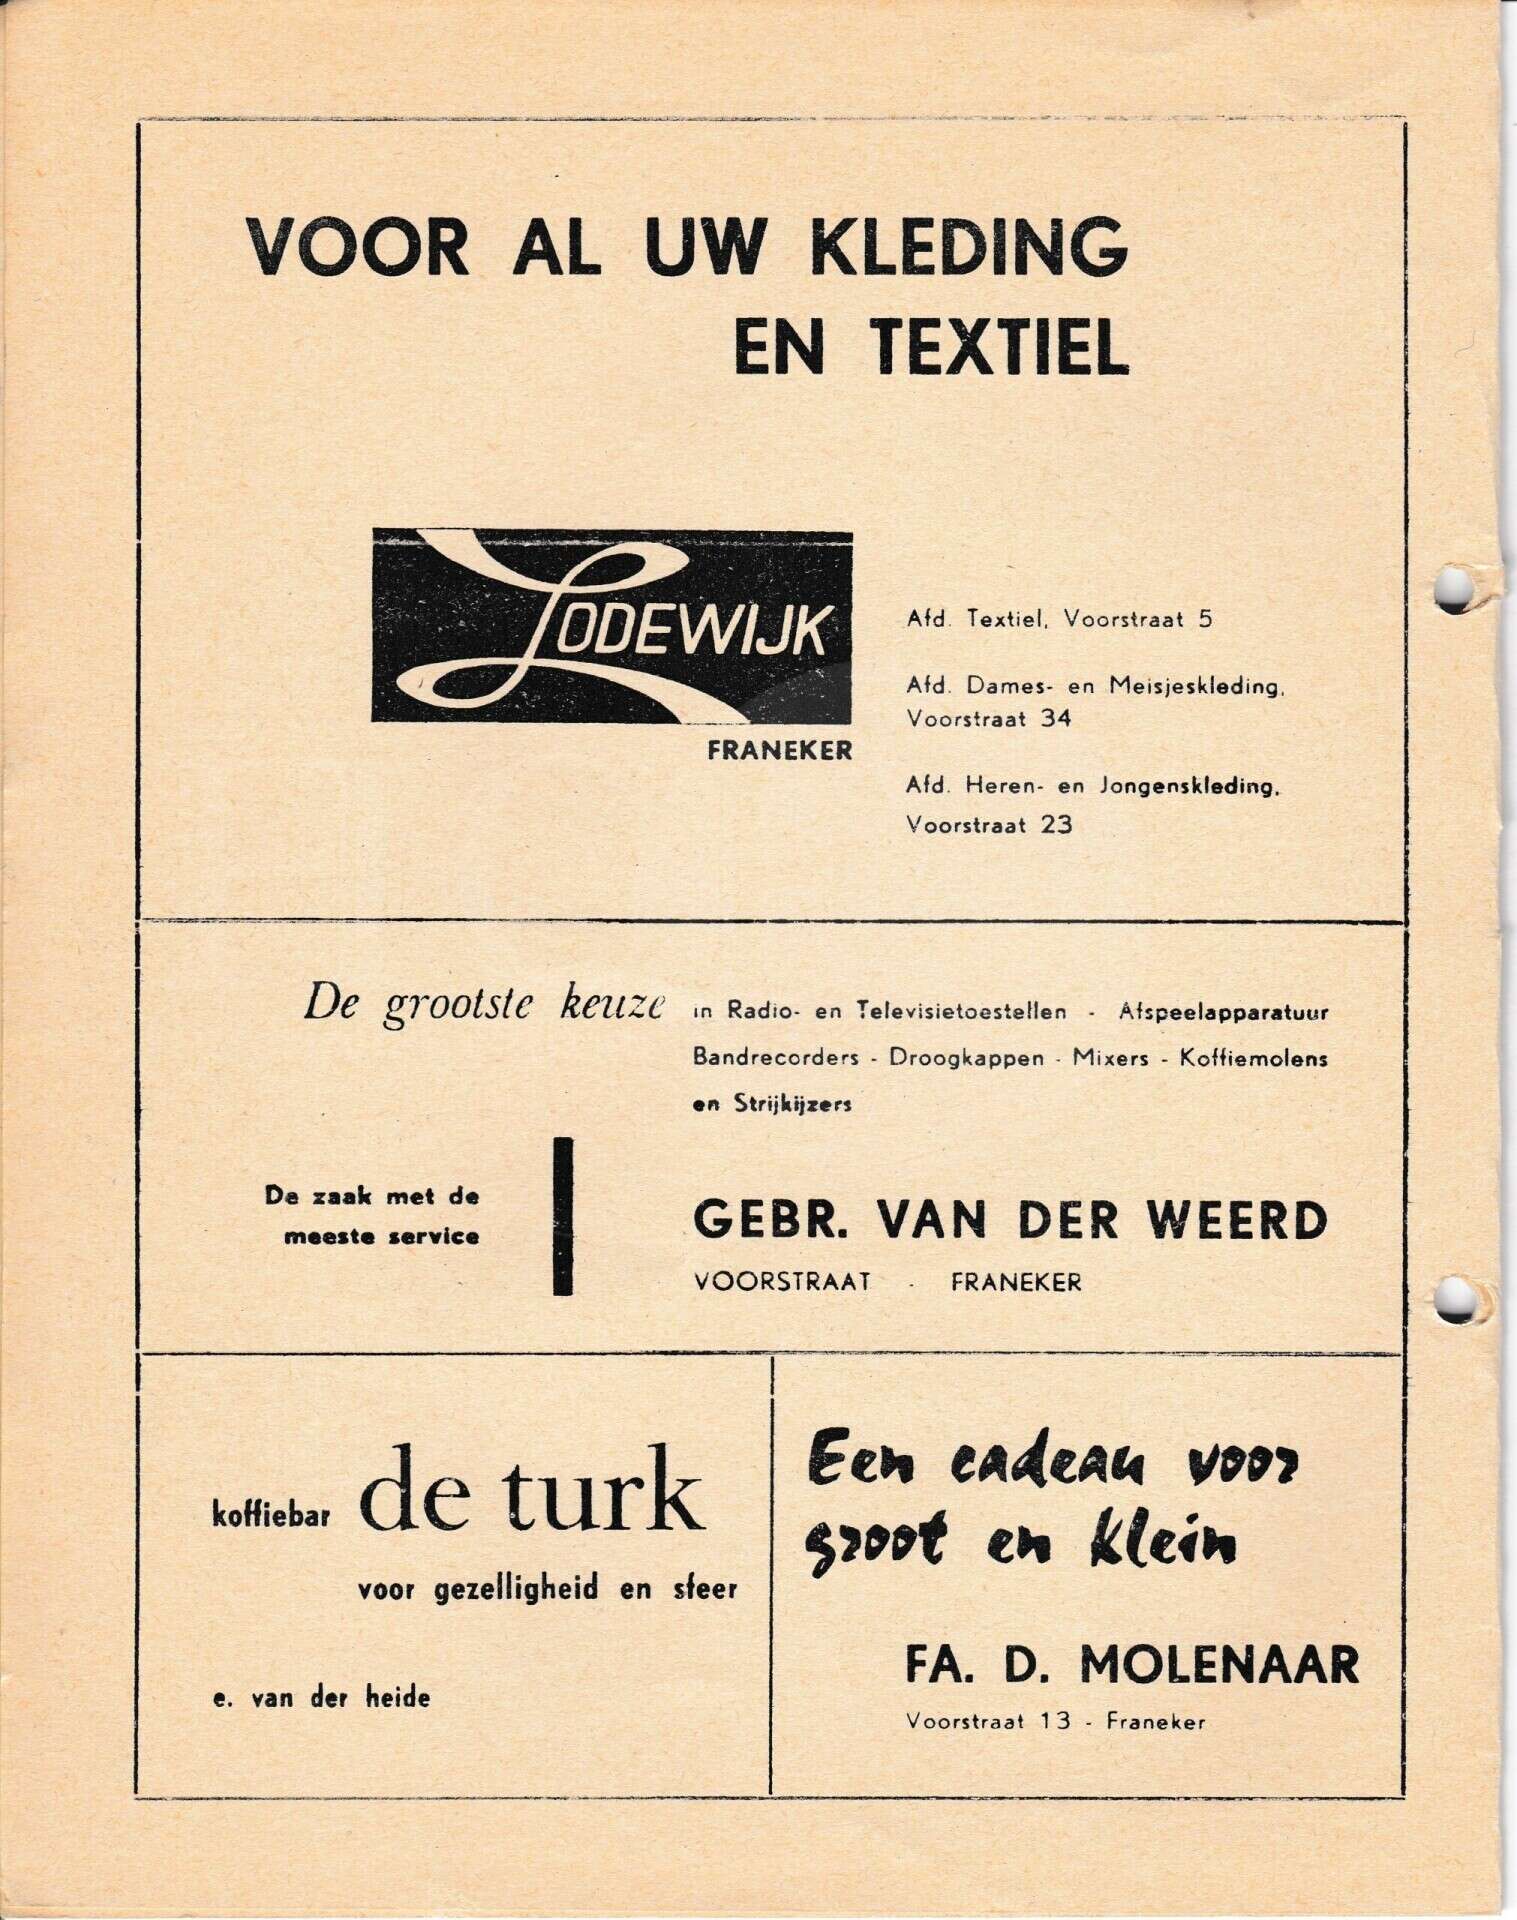 VOOR AL UW KLEDING
EN TEXTIEL
LODEWIJK
FRANEKER
Afd. Textiel, Voorstraat 5
Afd. Dames- en Meisjeskleding,
Voorstraat 34
Afd. Heren- en Jongenskleding,
Voorstraat 23
De grootste keuze in Radio- en Televisietoestellen - Afspeelapparatuur
Bandrecorders - Droogkappen - Mixers - Koffiemolens
en Strijkijzers
De zaak met de
meeste service
GEBR. VAN DER WEERD
VOORSTRAAT - FRANEKER
koffiebar de turk
voor gezelligheid en sfeer
e. van der heide
Een cadeau voor
groot en klein
FA. D. MOLENAAR
Voorstraat 13 - Franeker